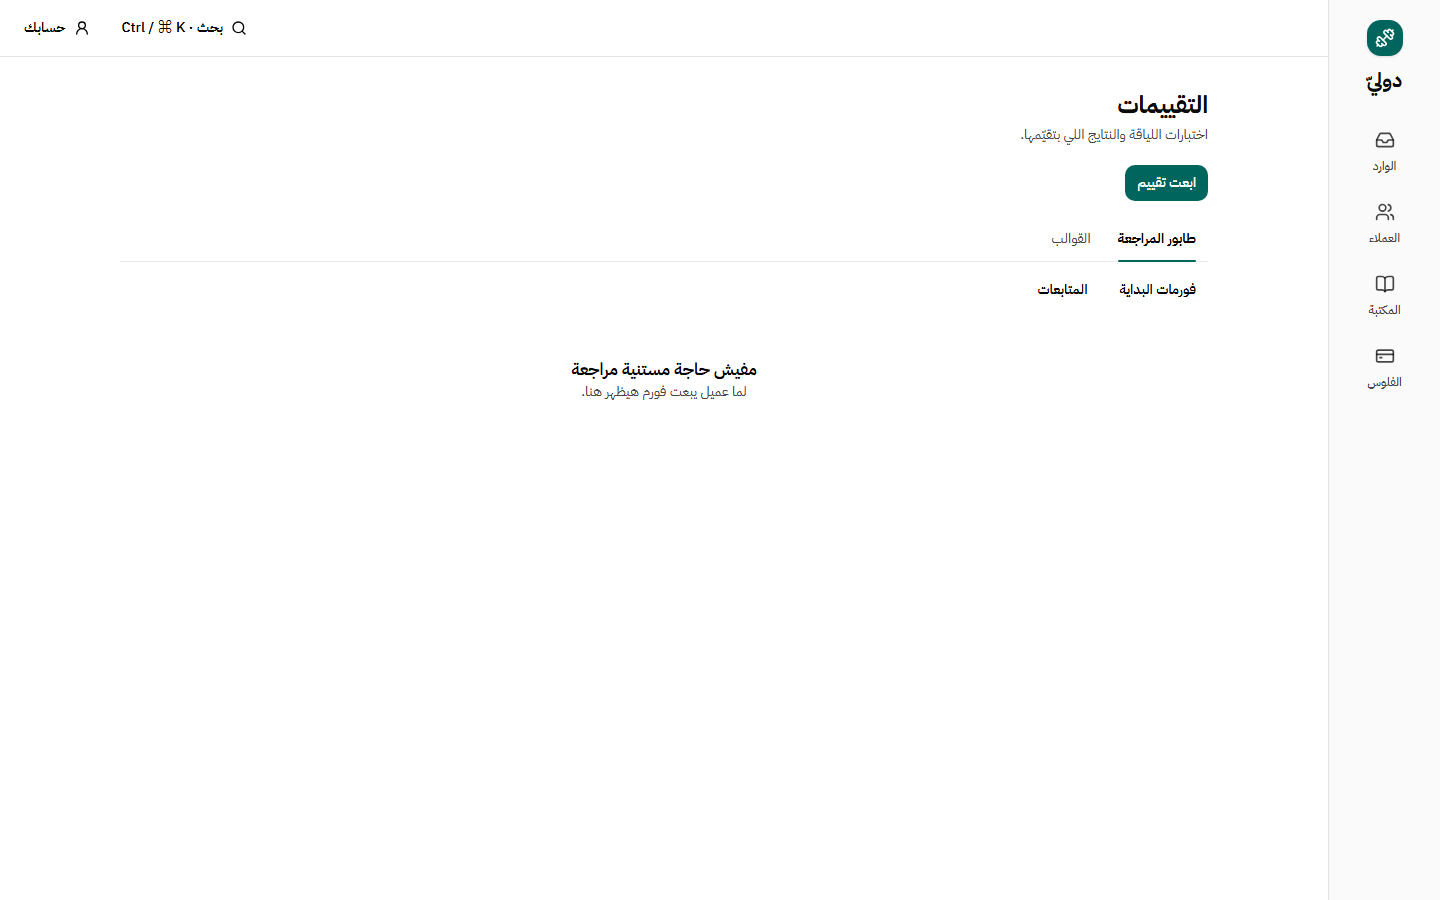 دوليّ
الوارد
العملاء
المكتبة
الفلوس
بحث · Ctrl / ⌘ K
حسابك
التقييمات
اختبارات اللياقة والنتايج اللي بتقيّمها.
ابعت تقييم
طابور المراجعة
القوالب
فورمات البداية
المتابعات
مفيش حاجة مستنية مراجعة
لما عميل يبعت فورم هيظهر هنا.